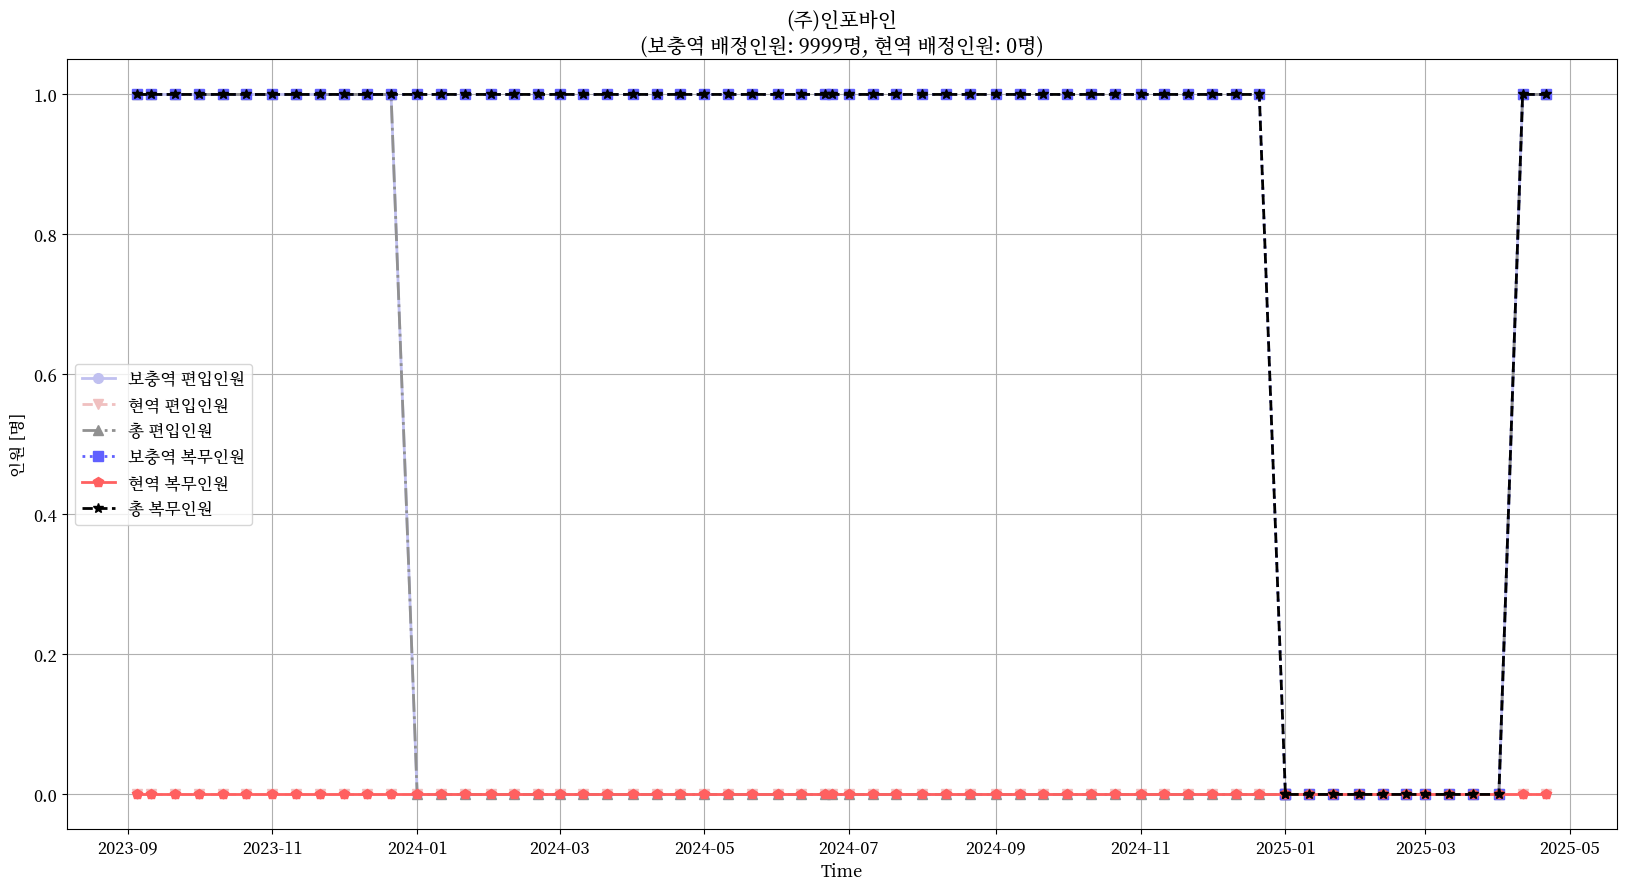 (주)인포바인
(보충역 배정인원: 9999명, 현역 배정인원: 0명)
1.0
0.8
0.6
0.4
0.2
0.0
인원 [명]
보충역 편입인원
현역 편입인원
총 편입인원
보충역 복무인원
현역 복무인원
총 복무인원
2023-09 2023-11 2024-01 2024-03 2024-05 2024-07 2024-09 2024-11 2025-01 2025-03 2025-05
Time